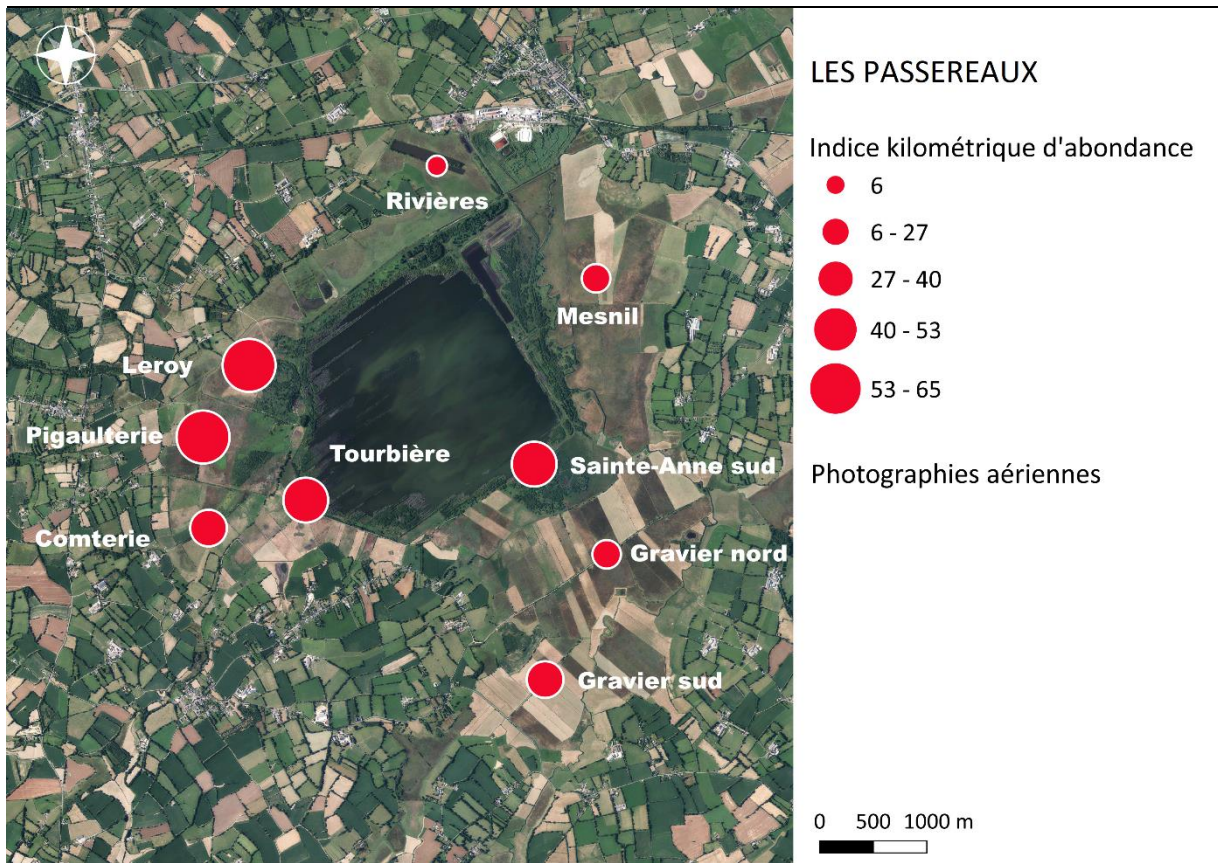 LES PASSEREAUX
Indice kilométrique d'abondance
6
6 - 27
27 - 40
40 - 53
53 - 65
Photographies aériennes
0 500 1000 m
Rivières
Mesnil
Leroy
Pigaulterie
Tourbière
Sainte-Anne sud
Comterie
Gravier nord
Gravier sud